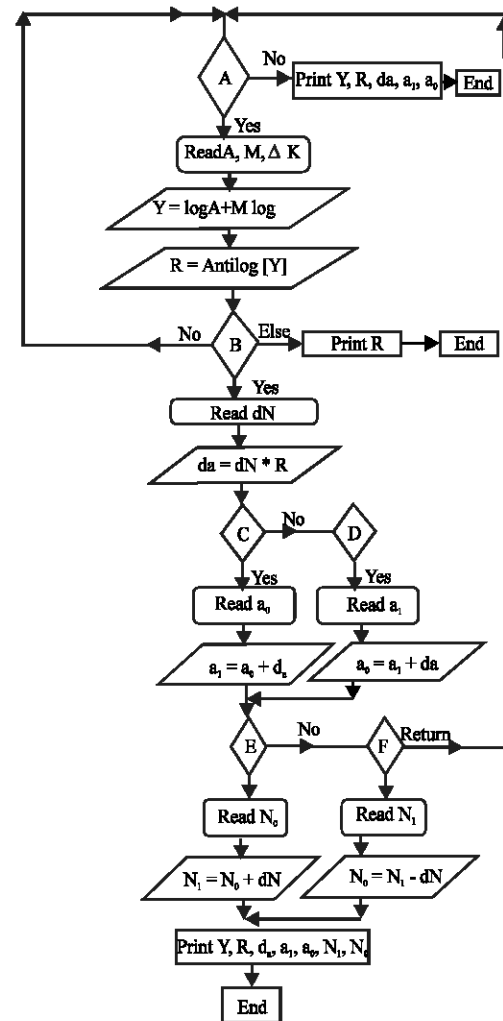 A
No
Print Y, R, da, a₁, a₀
End
Yes
ReadA, M, Δ K
Y = logA+M log
R = Antilog [Y]
No
B
Else
Print R
End
Yes
Read dN
da = dN * R
C
No
D
Yes
Yes
Read a₀
Read a₁
a₁ = a₀ + dₐ
a₀ = a₁ + da
E
No
F
Return
Read N₀
Read N₁
N₁ = N₀ + dN
N₀ = N₁ - dN
Print Y, R, dₐ, a₁, a₀, N₁, N₀
End